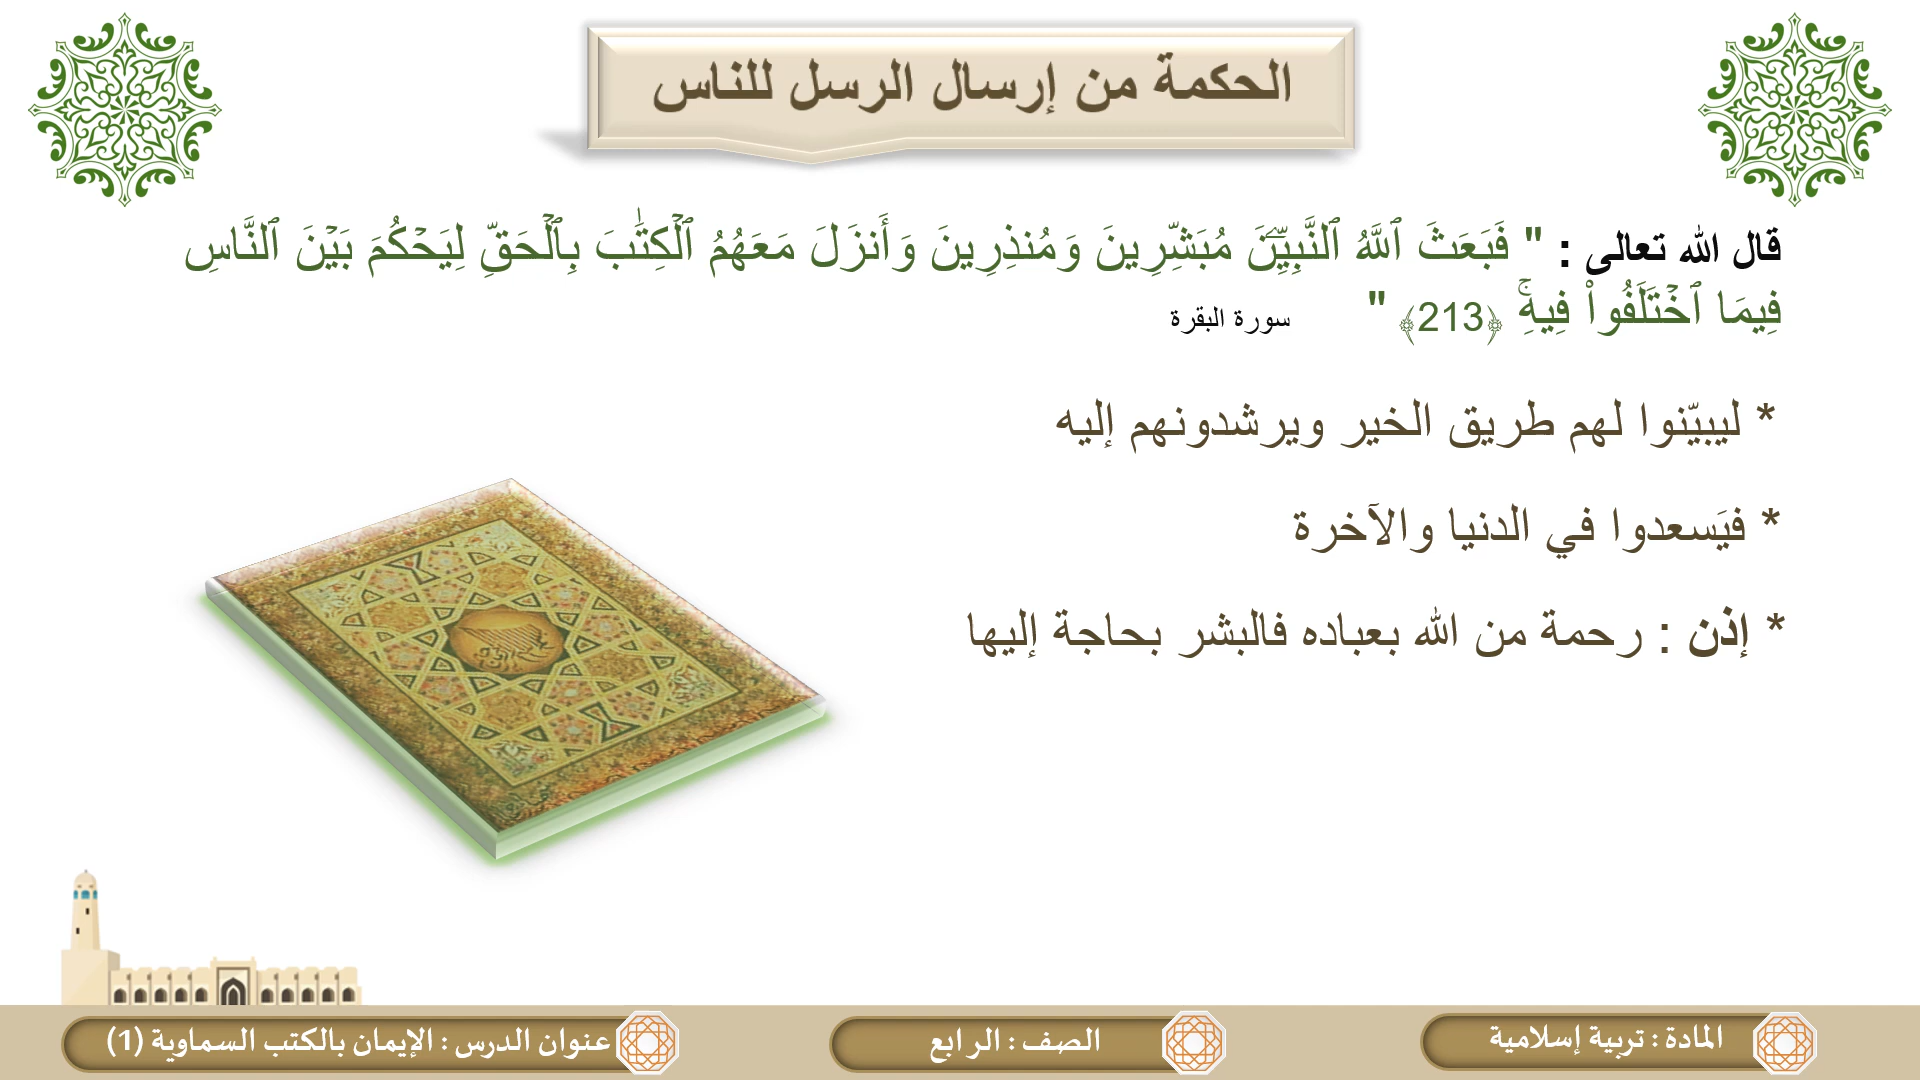 الحكمة من إرسال الرسل للناس
قال الله تعالى : " فَبَعَثَ ٱللَّهُ ٱلنَّبِيِّـۧنَ مُبَشِّرِينَ وَمُنذِرِينَ وَأَنزَلَ مَعَهُمُ ٱلْكِتَٰبَ بِٱلْحَقِّ لِيَحْكُمَ بَيْنَ ٱلنَّاسِ
فِيمَا ٱخْتَلَفُوا۟ فِيهِۚ ﴿213﴾ " سورة البقرة
* ليبيّنوا لهم طريق الخير ويرشدونهم إليه
* فيَسعدوا في الدنيا والآخرة
* إذن : رحمة من الله بعباده فالبشر بحاجة إليها
المادة : تربية إسلامية
الصف : الرابع
عنوان الدرس : الإيمان بالكتب السماوية (1)